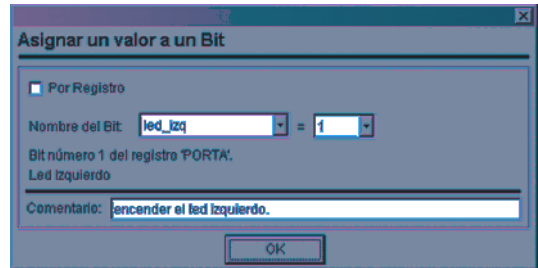 Asignar un valor a un Bit
Por Registro
Nombre del Bit: led_izq = 1
Bit número 1 del registro 'PORTA'.
Led Izquierdo
Comentario: encender el led izquierdo.
OK